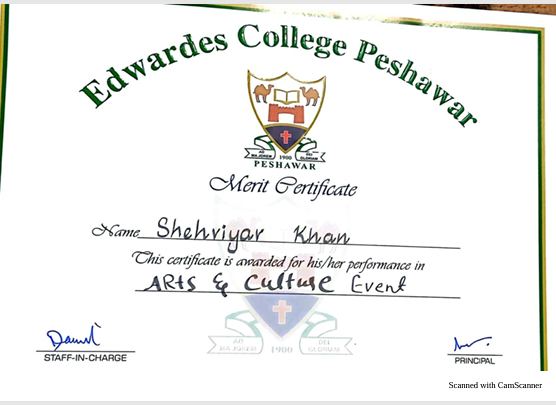 Edwardes College Peshawar
AD MAJOREM 1900 DEI GLORIAM
PESHAWAR
Merit Certificate
Name Shehriyar Khan
This certificate is awarded for his/her performance in
Arts & Culture Event
AD MAJOREM 1900 DEI GLORIAM
STAFF-IN-CHARGE PRINCIPAL
Scanned with CamScanner